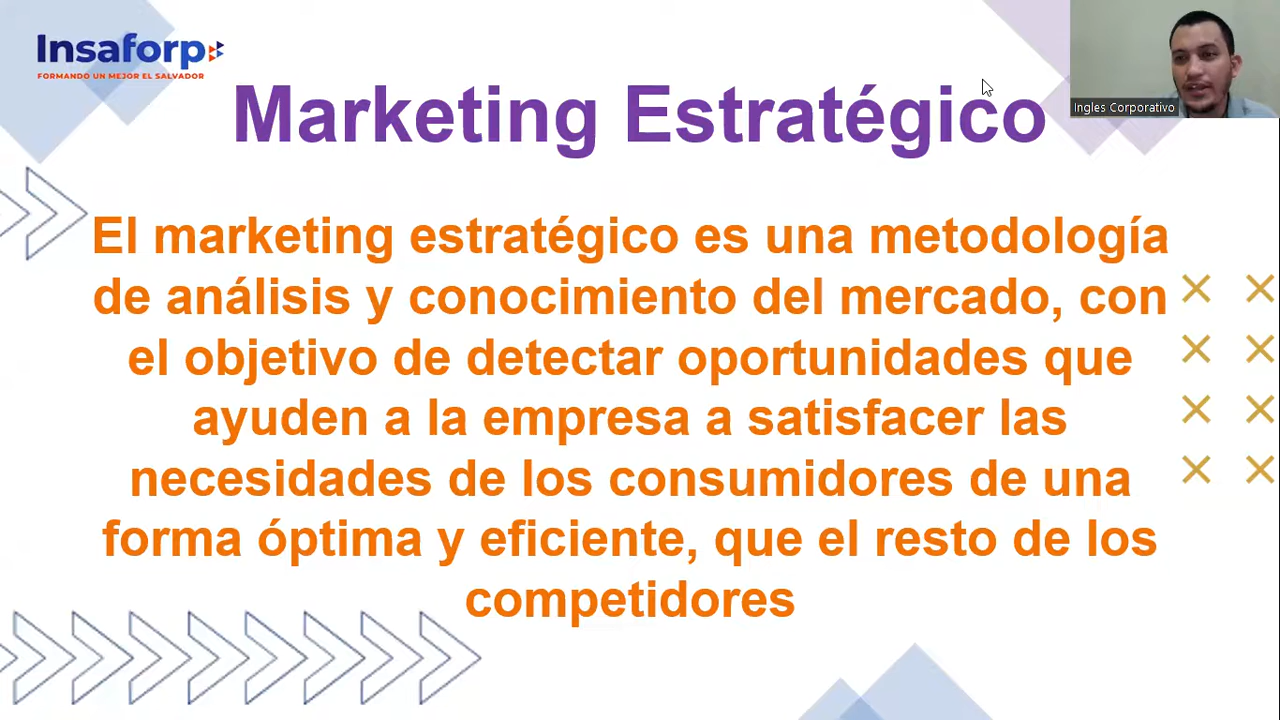 Insaforp
FORMANDO UN MEJOR EL SALVADOR
Ingles Corporativo
Marketing Estratégico
El marketing estratégico es una metodología
de análisis y conocimiento del mercado, con
el objetivo de detectar oportunidades que
ayuden a la empresa a satisfacer las
necesidades de los consumidores de una
forma óptima y eficiente, que el resto de los
competidores